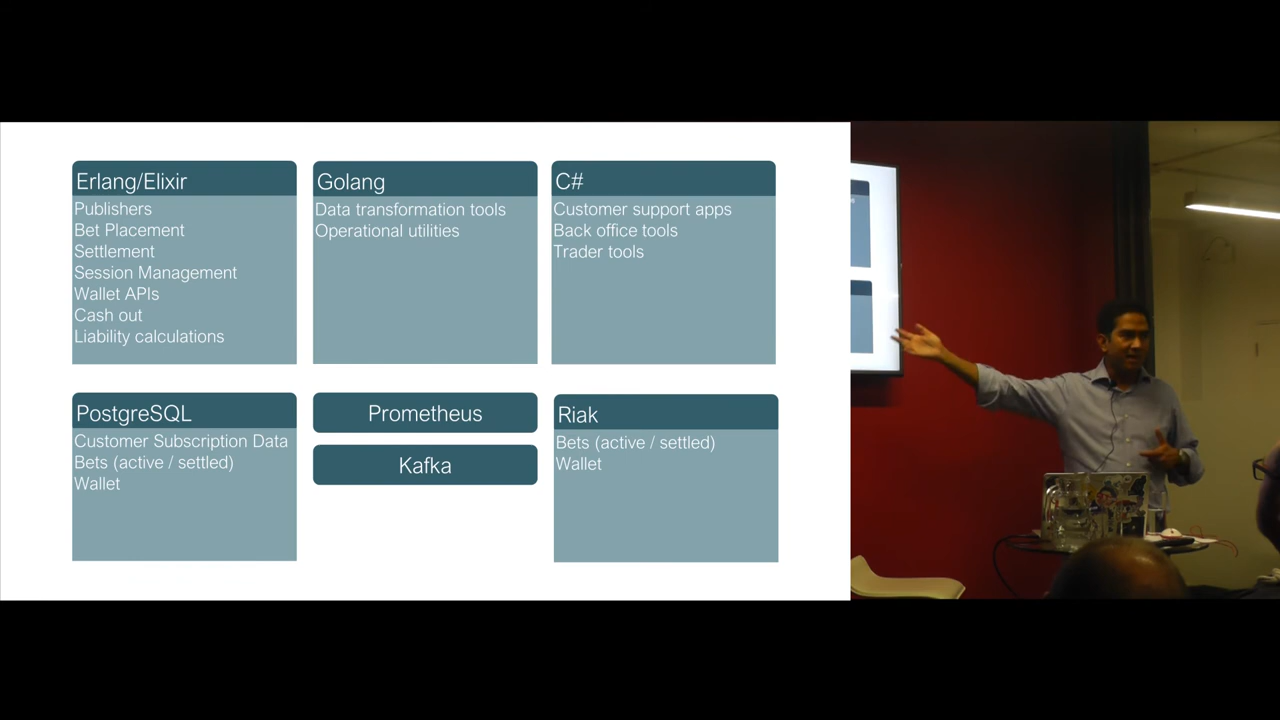 Erlang/Elixir
Publishers
Bet Placement
Settlement
Session Management
Wallet APIs
Cash out
Liability calculations
Golang
Data transformation tools
Operational utilities
C#
Customer support apps
Back office tools
Trader tools
PostgreSQL
Customer Subscription Data
Bets (active / settled)
Wallet
Prometheus
Kafka
Riak
Bets (active / settled)
Wallet